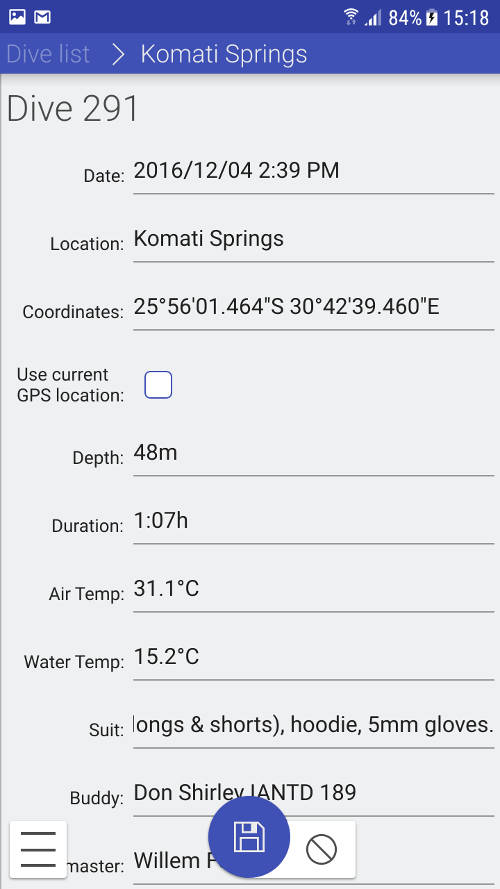 84% 15:18
Dive list Komati Springs
Dive 291
Date: 2016/12/04 2:39 PM
Location: Komati Springs
Coordinates: 25°56'01.464"S 30°42'39.460"E
Use current
GPS location:
Depth: 48m
Duration: 1:07h
Air Temp: 31.1°C
Water Temp: 15.2°C
Suit: longs & shorts), hoodie, 5mm gloves.
Buddy: Don Shirley IANTD 189
master: Willem